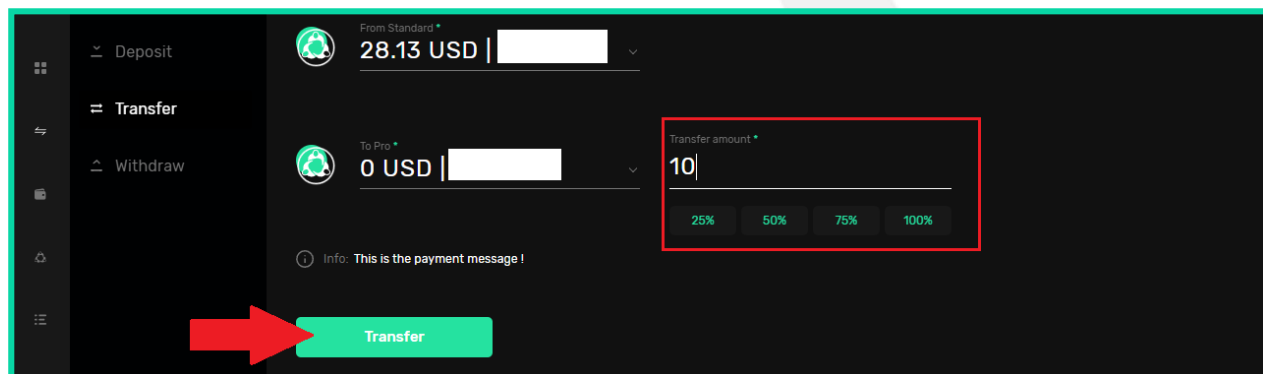 Deposit
Transfer
Withdraw
From Standard *
28.13 USD |
To Pro *
0 USD |
Transfer amount *
10
25% 50% 75% 100%
Info: This is the payment message !
Transfer